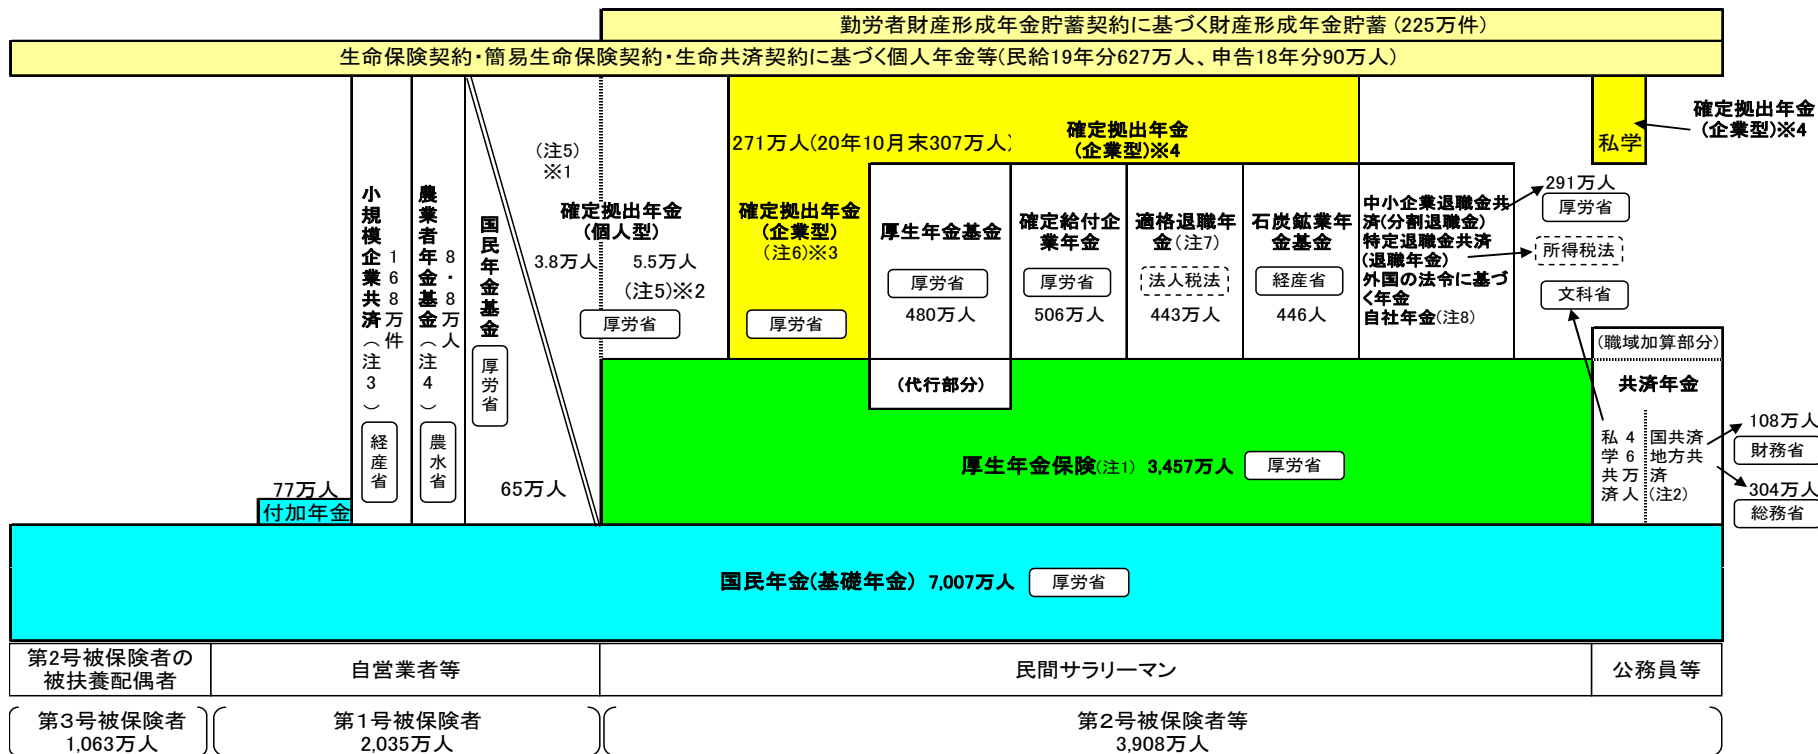 勤労者財産形成年金貯蓄契約に基づく財産形成年金貯蓄 (225万件)
生命保険契約・簡易生命保険契約・生命共済契約に基づく個人年金等(民給19年分627万人、申告18年分90万人)
小規模企業共済(注3)
168万件
経産省
農業者年金基金(注4)
8・8万人
農水省
国民年金基金
厚労省
65万人
(注5)
※1
確定拠出年金
(個人型)
3.8万人
5.5万人
(注5)※2
厚労省
271万人(20年10月末307万人)
確定拠出年金
(企業型)※4
確定拠出年金
(企業型)
(注6)※3
厚労省
厚生年金基金
厚労省
480万人
(代行部分)
確定給付企
業年金
厚労省
506万人
適格退職年
金(注7)
法人税法
443万人
石炭鉱業年
金基金
経産省
446人
中小企業退職金共
済(分割退職金)
特定退職金共済
(退職年金)
外国の法令に基づ
く年金
自社年金(注8)
291万人
厚労省
所得税法
文科省
私学
確定拠出年金
(企業型)※4
(職域加算部分)
共済年金
私学共済
46万人
国共済
地方共
済
(注2)
108万人
財務省
304万人
総務省
厚生年金保険(注1) 3,457万人
厚労省
77万人
付加年金
国民年金(基礎年金) 7,007万人
厚労省
第2号被保険者の
被扶養配偶者
自営業者等
民間サラリーマン
公務員等
第3号被保険者
1,063万人
第1号被保険者
2,035万人
第2号被保険者等
3,908万人